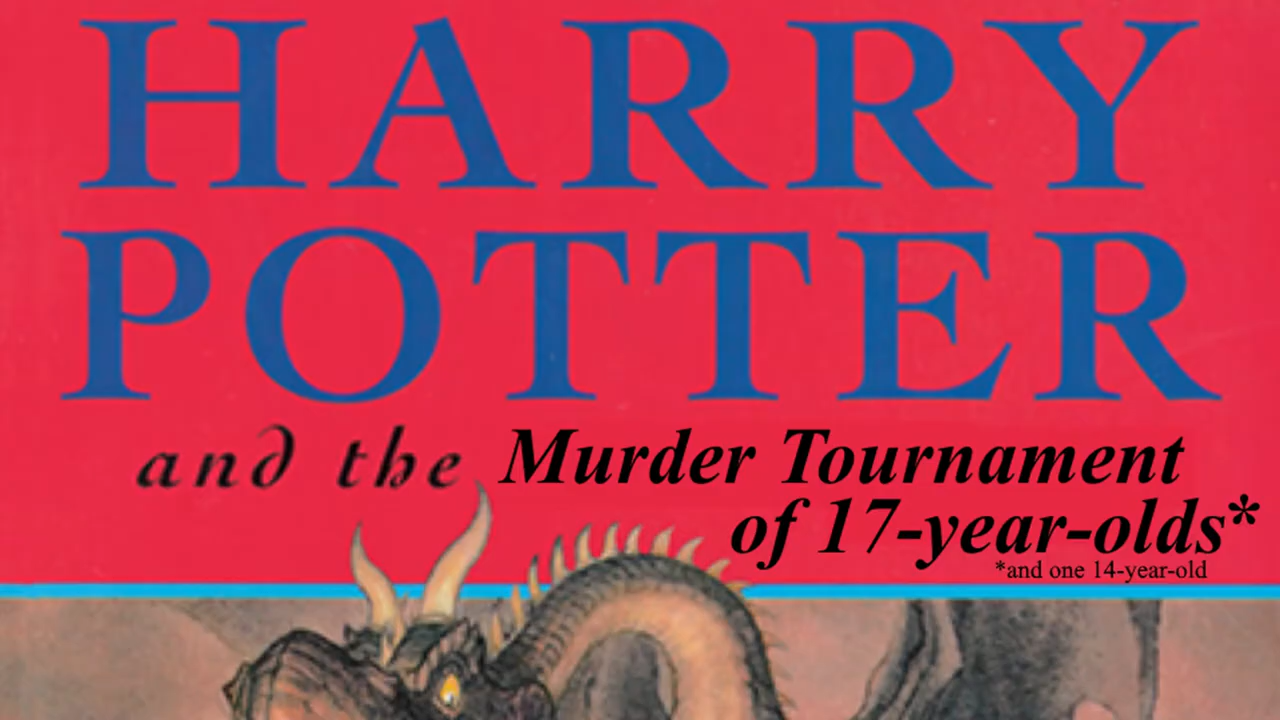 HARRY
POTTER
and the Murder Tournament
of 17-year-olds*
*and one 14-year-old